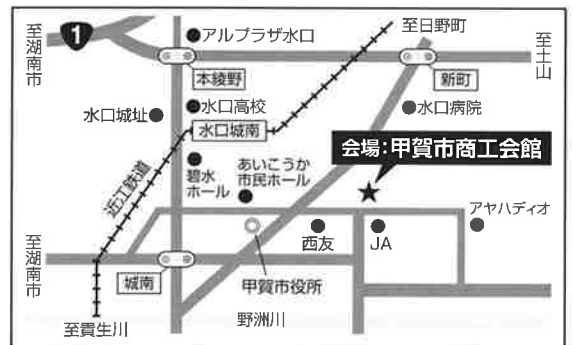 至湖南市
1
アルプラザ水口
至日野町
至土山
本綾野
新町
水口城址
水口高校
水口城南
水口病院
会場:甲賀市商工会館
近江鉄道
碧水
ホール
あいこうか
市民ホール
西友
JA
アヤハディオ
至湖南市
城南
甲賀市役所
至貴生川
野洲川